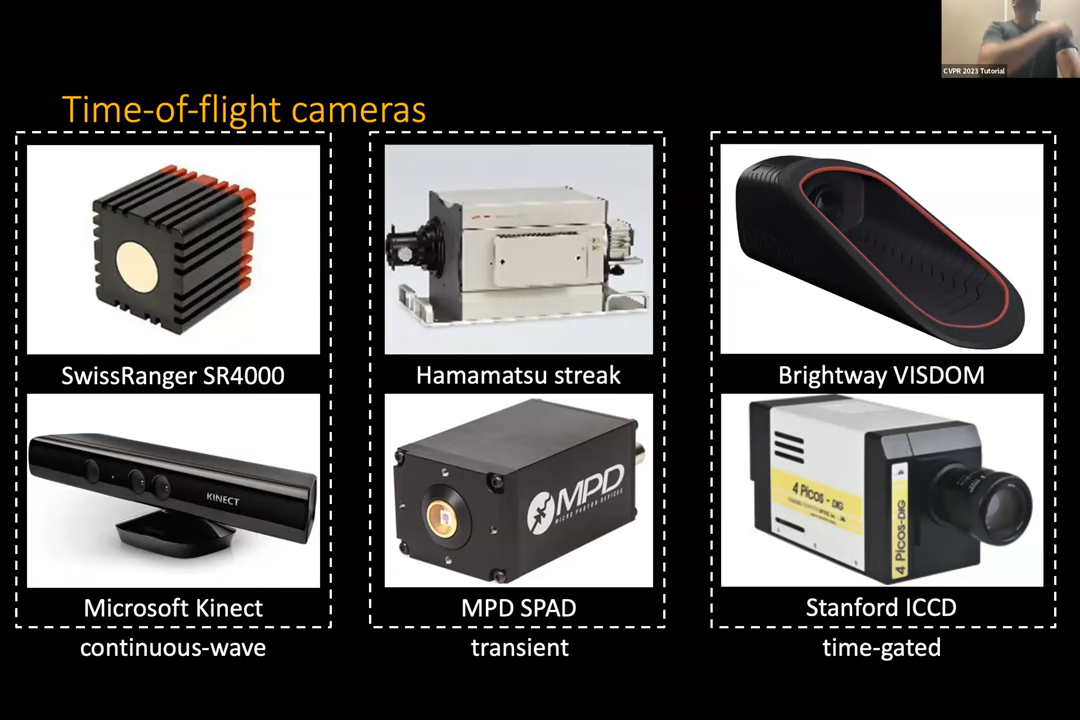 CVPR 2023 Tutorial
Time-of-flight cameras
SwissRanger SR4000
Hamamatsu streak
Brightway VISDOM
KINECT
MPD
MICRO PHOTON DEVICES
4 Picos - DIG
4 Picos-DIG
Microsoft Kinect
MPD SPAD
Stanford ICCD
continuous-wave
transient
time-gated